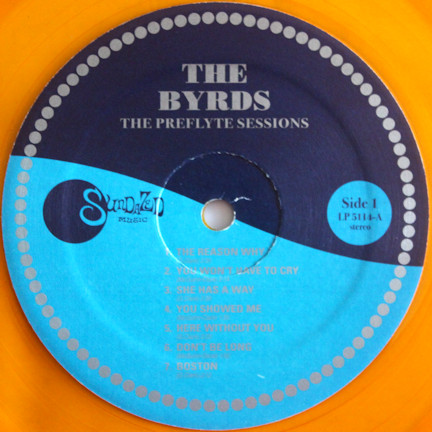 THE
BYRDS
THE PREFLYTE SESSIONS
SUNDAZED
MUSIC
Side 1
LP 5114-A
stereo
1. THE REASON WHY
2. YOU WON'T HAVE TO CRY
3. SHE HAS A WAY
4. YOU SHOWED ME
5. HERE WITHOUT YOU
6. DON'T BE LONG
7. BOSTON